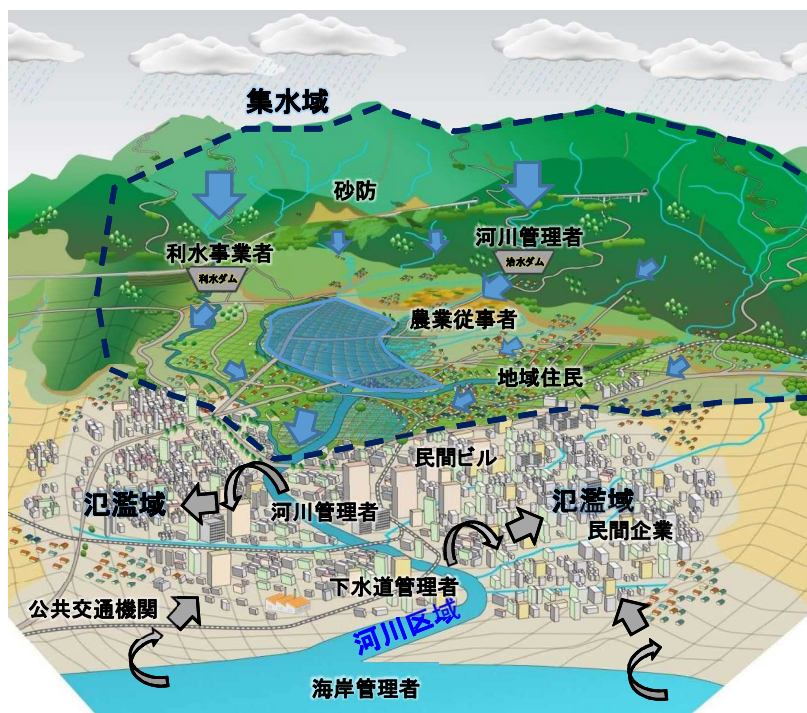 集水域
砂防
利水事業者
河川管理者
利水ダム
治水ダム
農業従事者
地域住民
民間ビル
氾濫域
河川管理者
氾濫域
民間企業
下水道管理者
公共交通機関
河川区域
海岸管理者